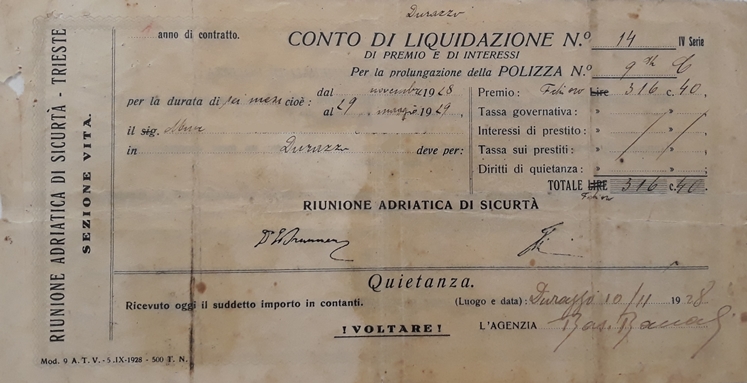 Durazzo
anno di contratto.
CONTO DI LIQUIDAZIONE N.º 14 IV Serie
DI PREMIO E DI INTERESSI
Per la prolungazione della POLIZZA N.º
per la durata di sei mesi cioè: dal novembre 1928
al 29 maggio 1929
il sig.
in Durazzo deve per:
Premio: Lire 316 c. 40.
Tassa governativa: » »
Interessi di prestito: » »
Tassa sui prestiti: » »
Diritti di quietanza: » »
TOTALE LIRE 316 c. 40.
RIUNIONE ADRIATICA DI SICURTÀ
Quietanza.
Ricevuto oggi il suddetto importo in contanti.
(Luogo e data): Durazzo 10/11 1928
! VOLTARE !
L'AGENZIA
RIUNIONE ADRIATICA DI SICURTÀ - TRIESTE
SEZIONE VITA.
Mod. 9 A. T. V. - 5.IX-1928 - 500 T. N.